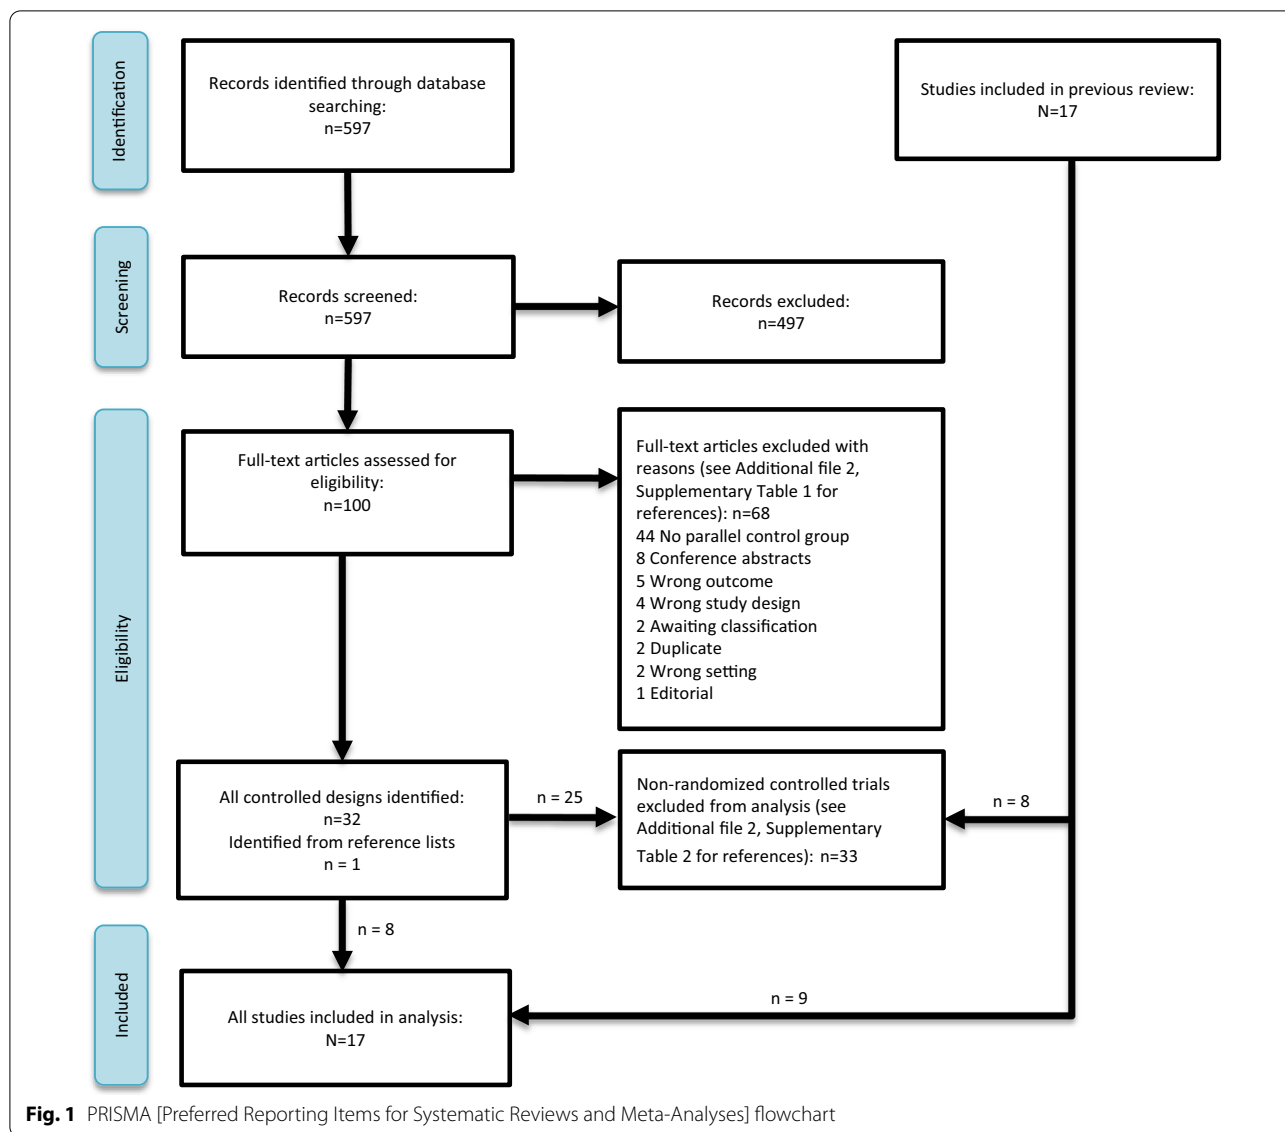 Identification
Records identified through database
searching:
n=597
Studies included in previous review:
N=17
Screening
Records screened:
n=597
Records excluded:
n=497
Eligibility
Full-text articles assessed for
eligibility:
n=100
Full-text articles excluded with
reasons (see Additional file 2,
Supplementary Table 1 for
references): n=68
44 No parallel control group
8 Conference abstracts
5 Wrong outcome
4 Wrong study design
2 Awaiting classification
2 Duplicate
2 Wrong setting
1 Editorial
All controlled designs identified:
n=32
Identified from reference lists
n = 1
n = 25
Non-randomized controlled trials
excluded from analysis (see
Additional file 2, Supplementary
Table 2 for references): n=33
n = 8
n = 8
Included
All studies included in analysis:
N=17
n = 9
Fig. 1 PRISMA [Preferred Reporting Items for Systematic Reviews and Meta-Analyses] flowchart